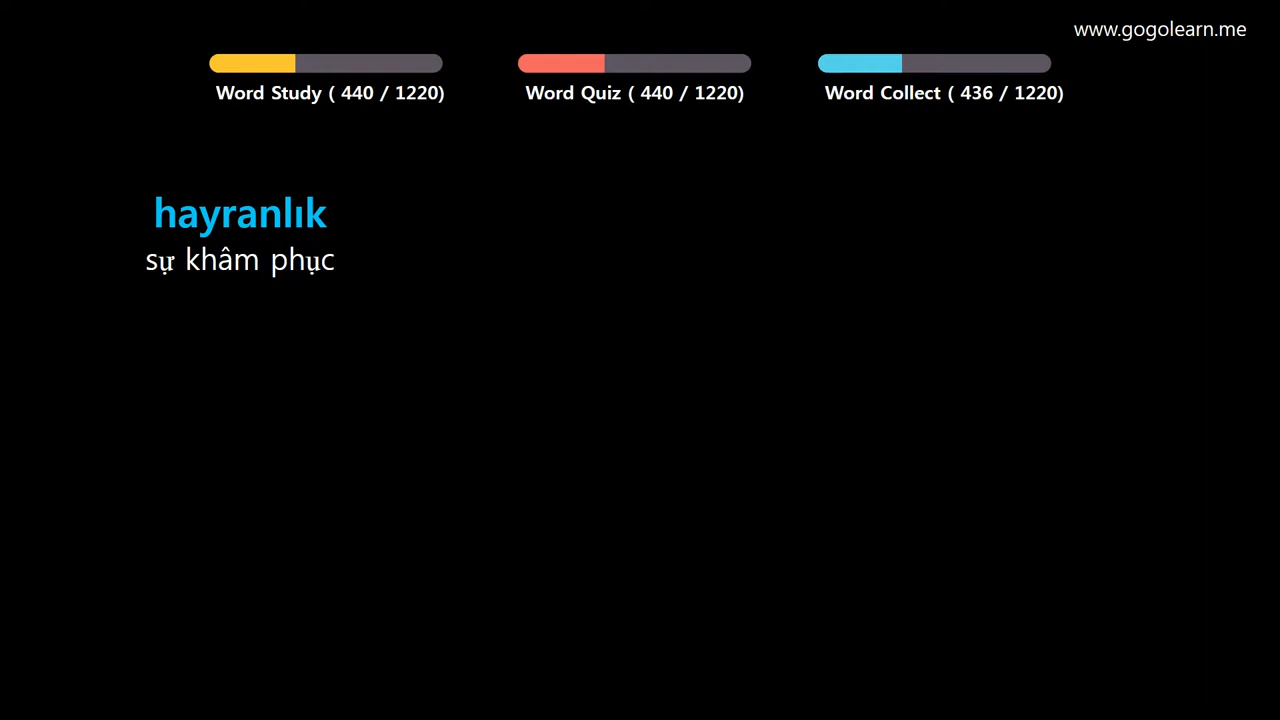 www.gogolearn.me
Word Study ( 440 / 1220)
Word Quiz ( 440 / 1220)
Word Collect ( 436 / 1220)
hayranlık
sự khâm phục